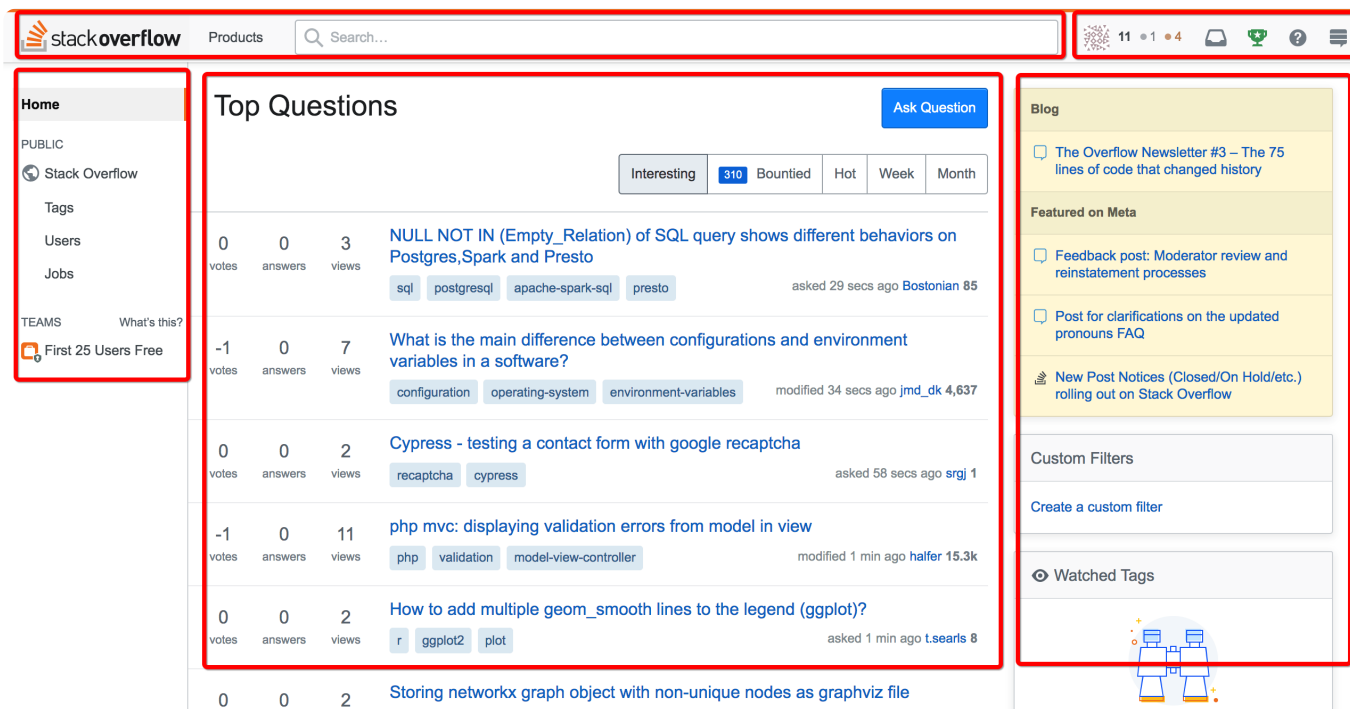 stack overflow Products Search... 11 1 4
Home
PUBLIC
Stack Overflow
Tags
Users
Jobs
TEAMS What's this?
First 25 Users Free
Top Questions Ask Question
Interesting 310 Bountied Hot Week Month
0 0 3
votes answers views
NULL NOT IN (Empty_Relation) of SQL query shows different behaviors on
Postgres,Spark and Presto
sql postgresql apache-spark-sql presto
asked 29 secs ago Bostonian 85
-1 0 7
votes answers views
What is the main difference between configurations and environment
variables in a software?
configuration operating-system environment-variables
modified 34 secs ago jmd_dk 4,637
0 0 2
votes answers views
Cypress - testing a contact form with google recaptcha
recaptcha cypress
asked 58 secs ago srgj 1
-1 0 11
votes answers views
php mvc: displaying validation errors from model in view
php validation model-view-controller
modified 1 min ago halfer 15.3k
0 0 2
votes answers views
How to add multiple geom_smooth lines to the legend (ggplot)?
r ggplot2 plot
asked 1 min ago t.searls 8
0 0 2
Storing networkx graph object with non-unique nodes as graphviz file
Blog
The Overflow Newsletter #3 – The 75
lines of code that changed history
Featured on Meta
Feedback post: Moderator review and
reinstatement processes
Post for clarifications on the updated
pronouns FAQ
New Post Notices (Closed/On Hold/etc.)
rolling out on Stack Overflow
Custom Filters
Create a custom filter
Watched Tags